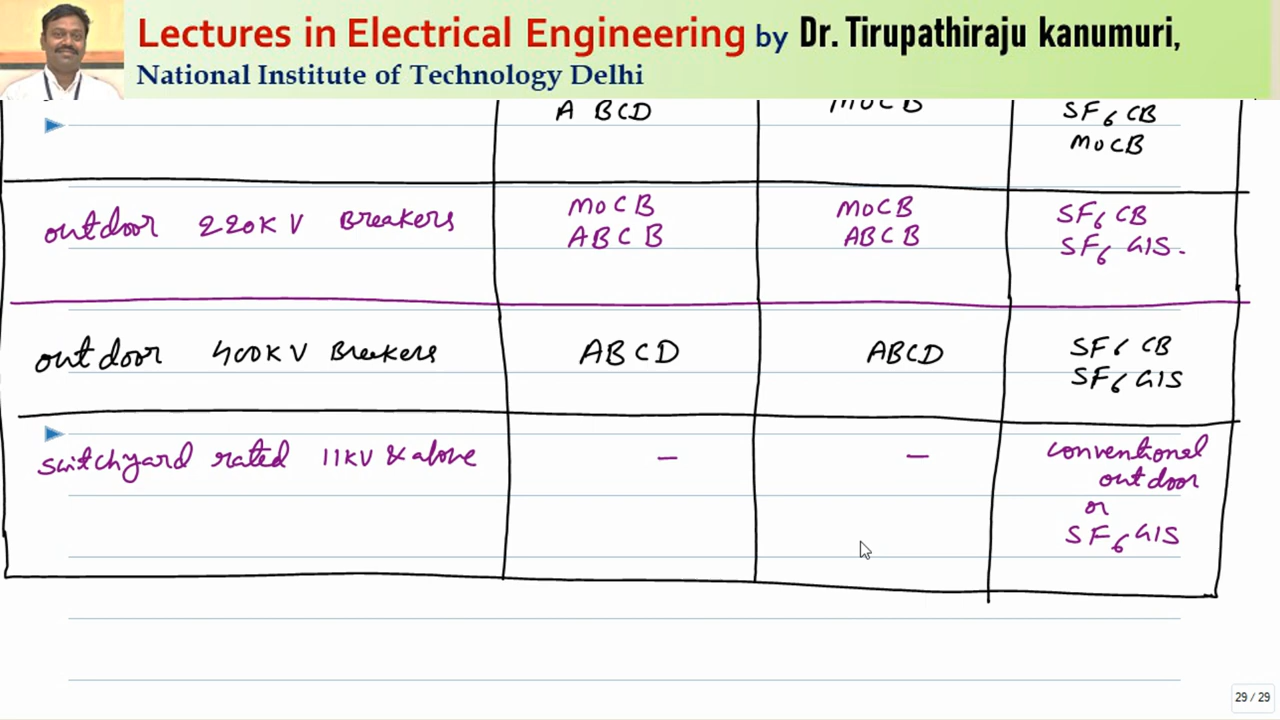 Lectures in Electrical Engineering by Dr. Tirupathiraju kanumuri,
National Institute of Technology Delhi
A BCD
MOCB
SF6 CB
MOCB
outdoor 220KV Breakers
MOCB
ABCB
MOCB
ABCB
SF6 CB
SF6 GIS.
outdoor 400KV Breakers
ABCD
ABCD
SF6 CB
SF6 GIS
switchyard rated 11KV & above
—
—
conventional
outdoor
or
SF6 GIS
29 / 29